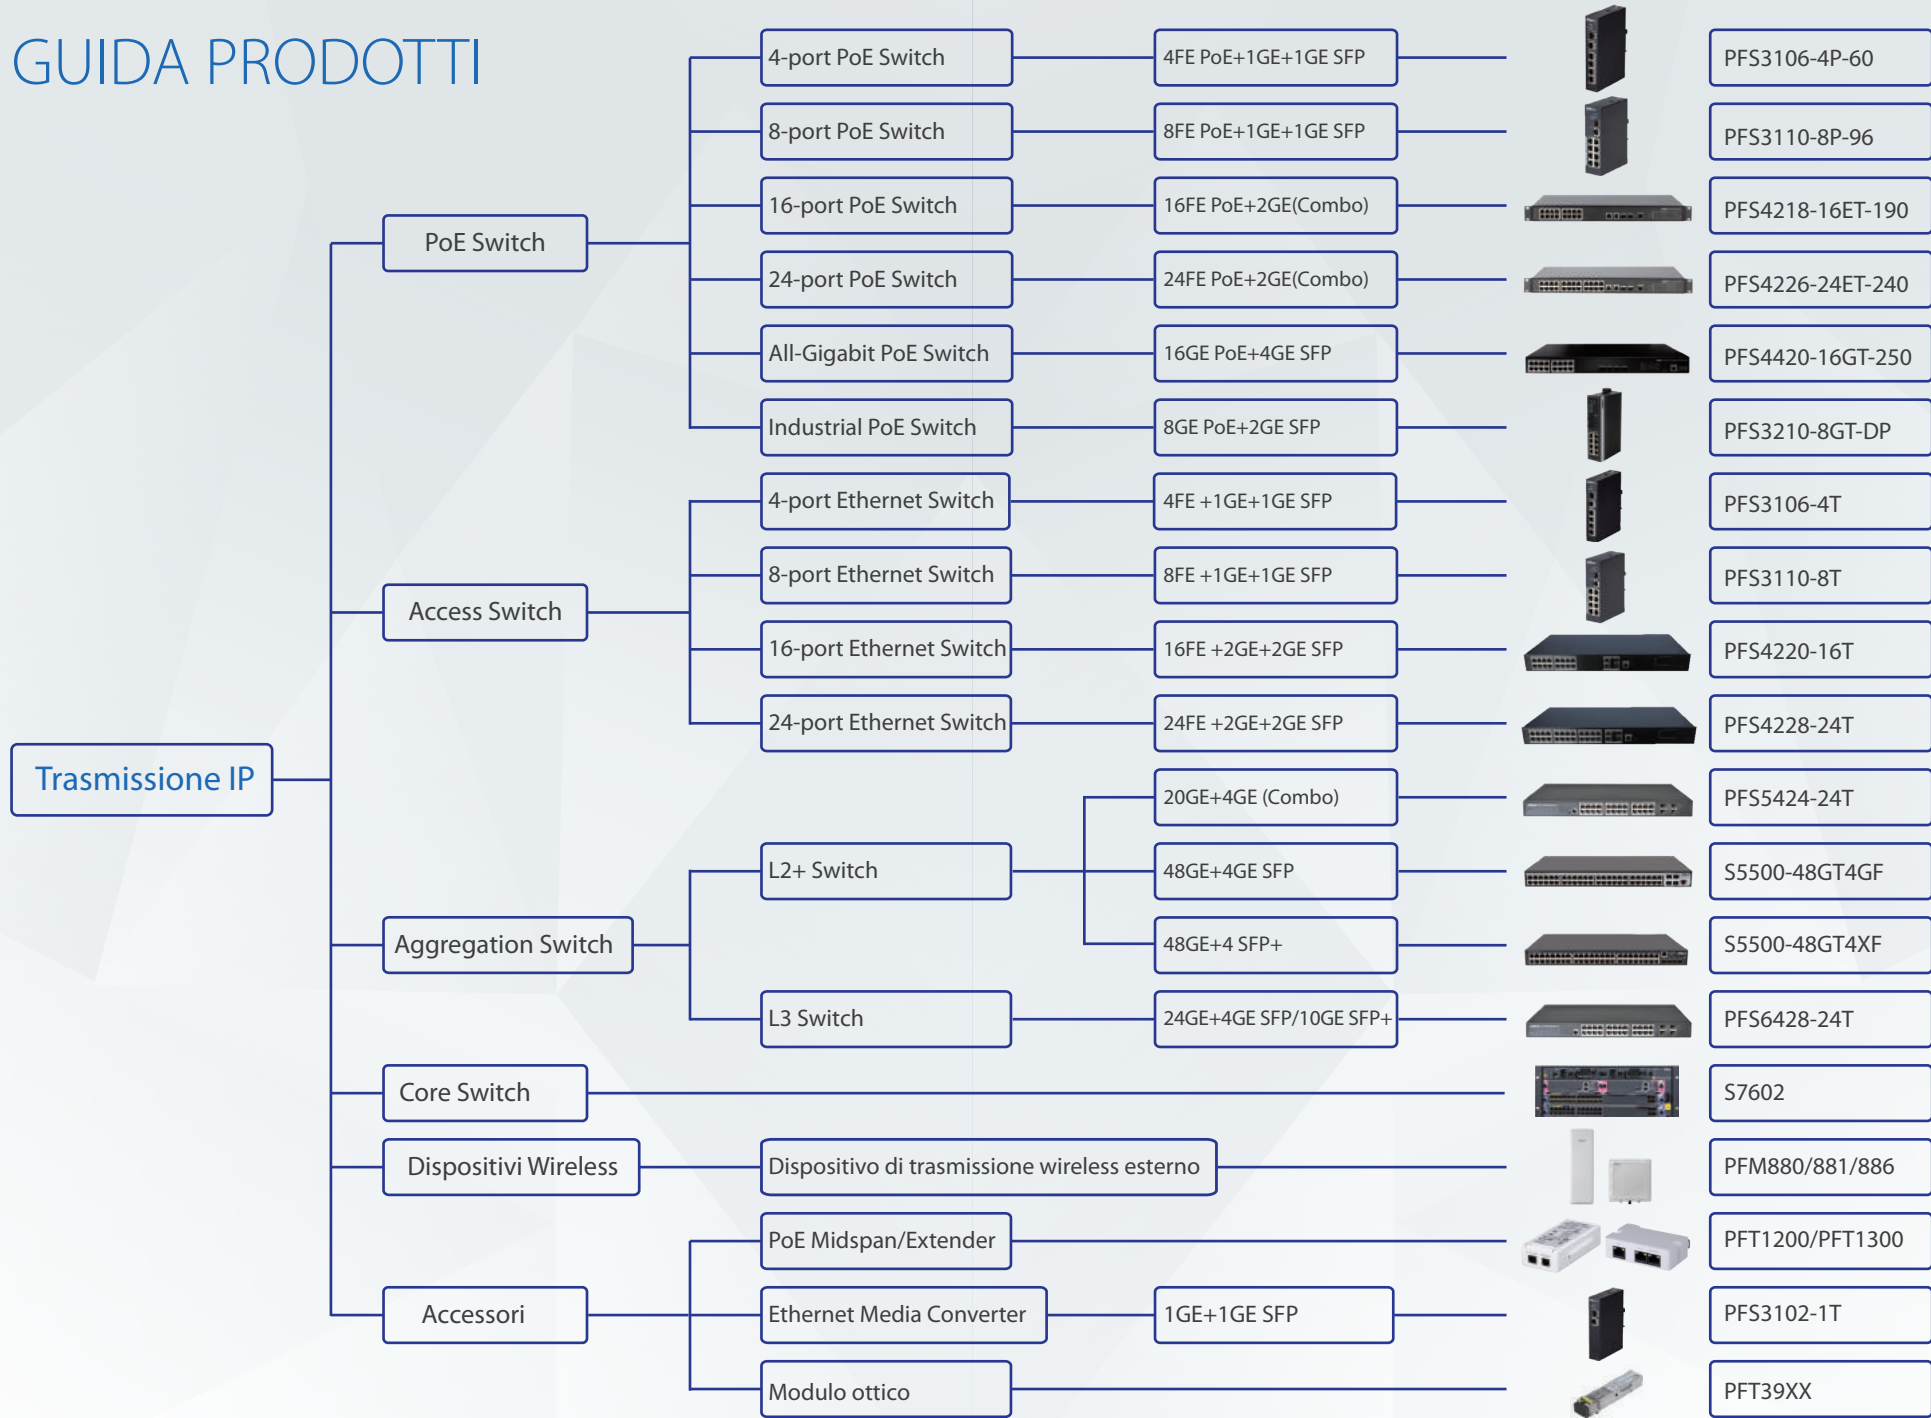 GUIDA PRODOTTI
Trasmissione IP
PoE Switch
4-port PoE Switch
4FE PoE+1GE+1GE SFP
PFS3106-4P-60
8-port PoE Switch
8FE PoE+1GE+1GE SFP
PFS3110-8P-96
16-port PoE Switch
16FE PoE+2GE(Combo)
PFS4218-16ET-190
24-port PoE Switch
24FE PoE+2GE(Combo)
PFS4226-24ET-240
All-Gigabit PoE Switch
16GE PoE+4GE SFP
PFS4420-16GT-250
Industrial PoE Switch
8GE PoE+2GE SFP
PFS3210-8GT-DP
Access Switch
4-port Ethernet Switch
4FE +1GE+1GE SFP
PFS3106-4T
8-port Ethernet Switch
8FE +1GE+1GE SFP
PFS3110-8T
16-port Ethernet Switch
16FE +2GE+2GE SFP
PFS4220-16T
24-port Ethernet Switch
24FE +2GE+2GE SFP
PFS4228-24T
Aggregation Switch
L2+ Switch
20GE+4GE (Combo)
PFS5424-24T
48GE+4GE SFP
S5500-48GT4GF
48GE+4 SFP+
S5500-48GT4XF
L3 Switch
24GE+4GE SFP/10GE SFP+
PFS6428-24T
Core Switch
S7602
Dispositivi Wireless
Dispositivo di trasmissione wireless esterno
PFM880/881/886
Accessori
PoE Midspan/Extender
PFT1200/PFT1300
Ethernet Media Converter
1GE+1GE SFP
PFS3102-1T
Modulo ottico
PFT39XX